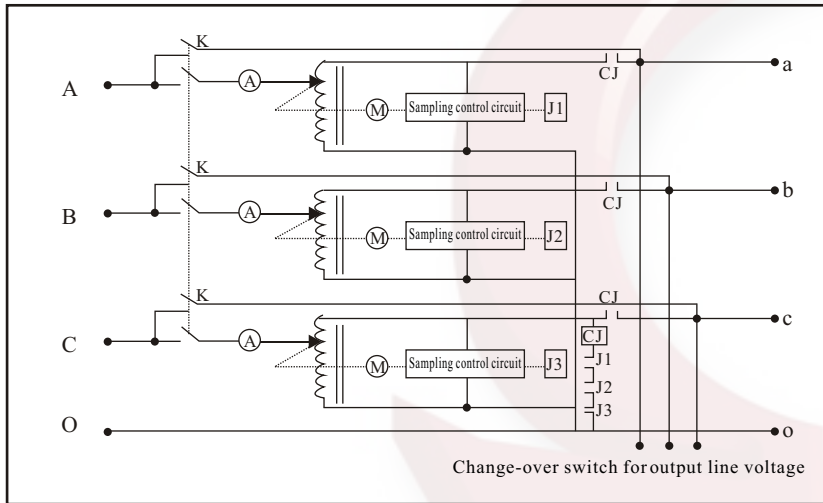 K
CJ
a
A
A
M
Sampling control circuit
J1
K
b
CJ
B
A
M
Sampling control circuit
J2
K
CJ
c
CJ
C
A
J1
M
Sampling control circuit
J3
J2
J3
O
o
Change-over switch for output line voltage